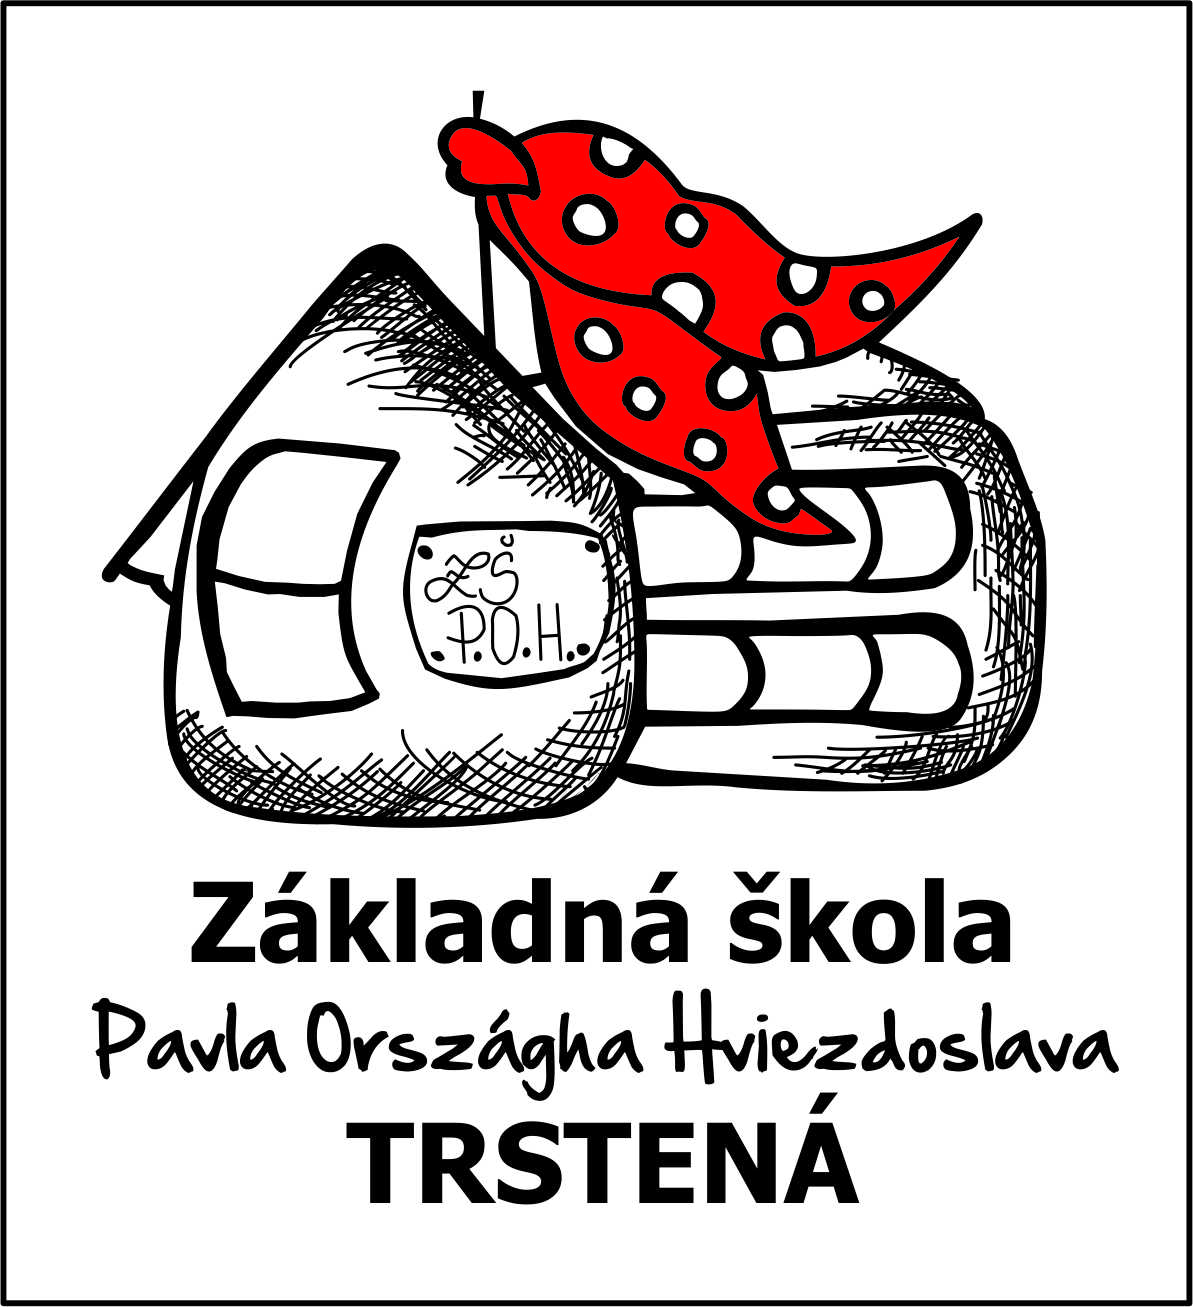 ZŠ
P.O.H.
Základná škola
Pavla Országha Hviezdoslava
TRSTENÁ